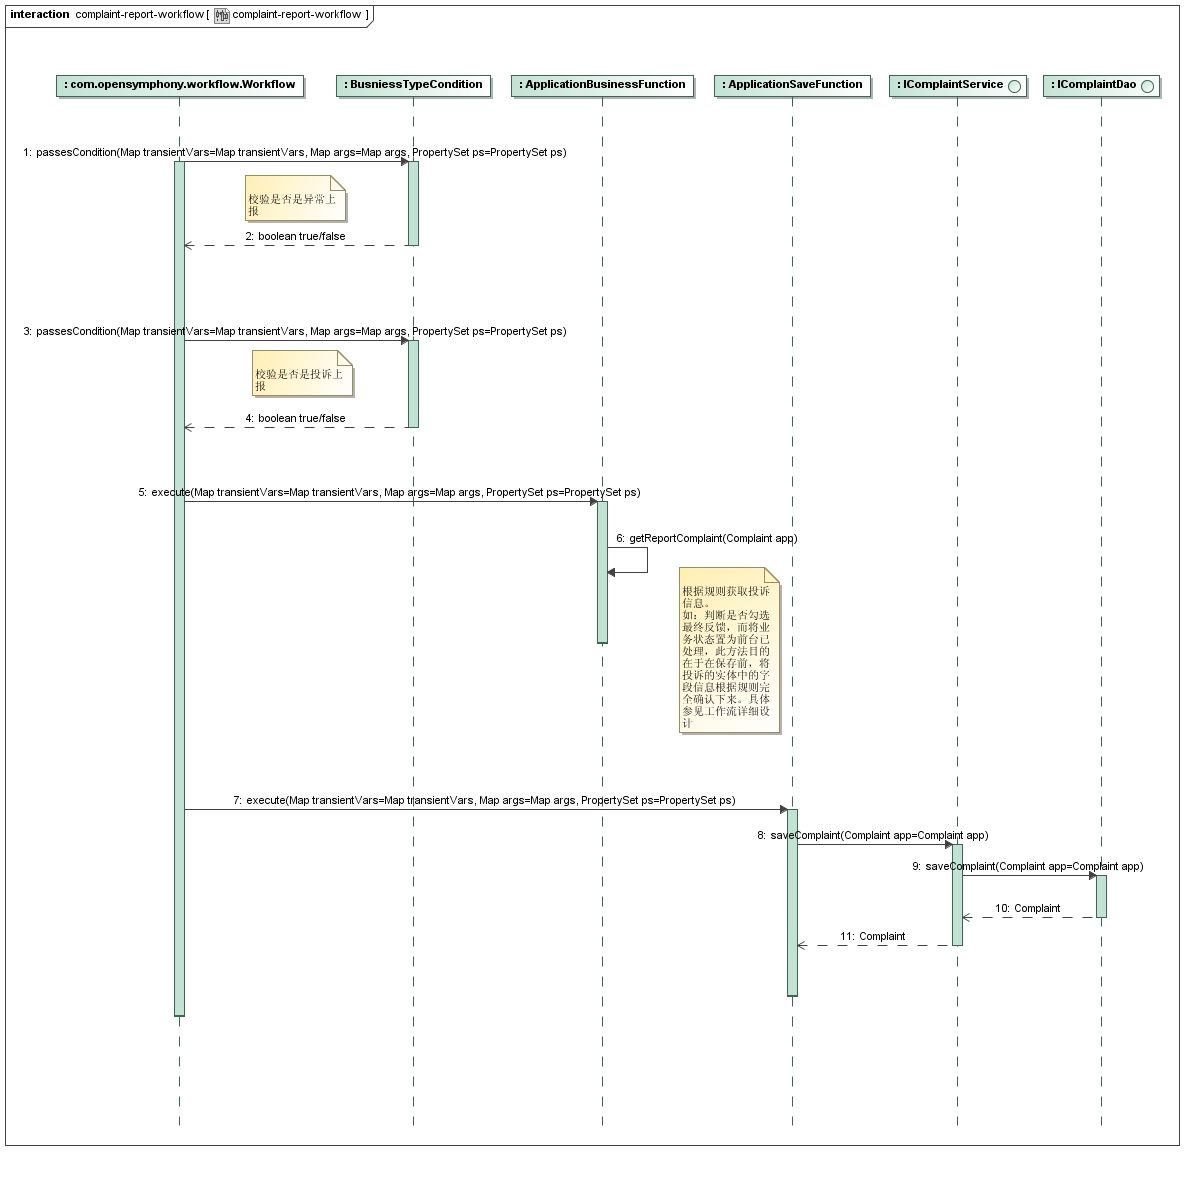 interaction complaint-report-workflow [ complaint-report-workflow ]
: com.opensymphony.workflow.Workflow
: BusniessTypeCondition
: ApplicationBusinessFunction
: ApplicationSaveFunction
: IComplaintService
: IComplaintDao
1: passesCondition(Map transientVars=Map transientVars, Map args=Map args, PropertySet ps=PropertySet ps)
校验是否是异常上
报
2: boolean true/false
3: passesCondition(Map transientVars=Map transientVars, Map args=Map args, PropertySet ps=PropertySet ps)
校验是否是投诉上
报
4: boolean true/false
5: execute(Map transientVars=Map transientVars, Map args=Map args, PropertySet ps=PropertySet ps)
6: getReportComplaint(Complaint app)
根据规则获取投诉
信息。
如：判断是否勾选
最终反馈，而将业
务状态置为前台已
处理，此方法目的
在于在保存前，将
投诉的实体中的字
段信息根据规则完
全确认下来。具体
参见工作流详细设
计
7: execute(Map transientVars=Map transientVars, Map args=Map args, PropertySet ps=PropertySet ps)
8: saveComplaint(Complaint app=Complaint app)
9: saveComplaint(Complaint app=Complaint app)
10: Complaint
11: Complaint